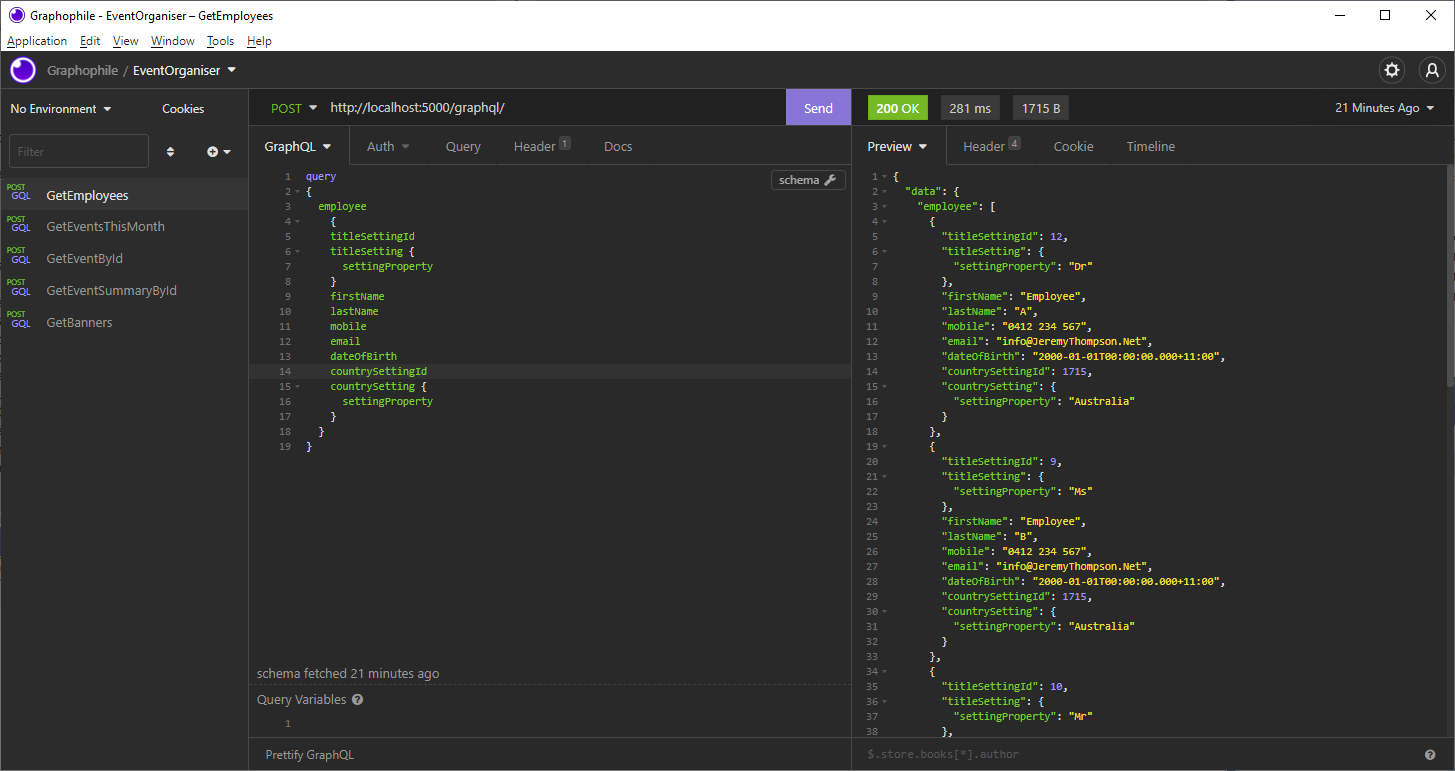 Graphophile - EventOrganiser – GetEmployees
Application Edit View Window Tools Help
Graphophile / EventOrganiser
No Environment Cookies
Filter
POST GQL GetEmployees
POST GQL GetEventsThisMonth
POST GQL GetEventById
POST GQL GetEventSummaryById
POST GQL GetBanners
POST http://localhost:5000/graphql/ Send
GraphQL Auth Query Header 1 Docs
schema
1 query
2 {
3 employee
4 {
5 titleSettingId
6 titleSetting {
7 settingProperty
8 }
9 firstName
10 lastName
11 mobile
12 email
13 dateOfBirth
14 countrySettingId
15 countrySetting {
16 settingProperty
17 }
18 }
19 }
schema fetched 21 minutes ago
Query Variables
1
Prettify GraphQL
200 OK 281 ms 1715 B 21 Minutes Ago
Preview Header 4 Cookie Timeline
1 {
2 "data": {
3 "employee": [
4 {
5 "titleSettingId": 12,
6 "titleSetting": {
7 "settingProperty": "Dr"
8 },
9 "firstName": "Employee",
10 "lastName": "A",
11 "mobile": "0412 234 567",
12 "email": "info@JeremyThompson.Net",
13 "dateOfBirth": "2000-01-01T00:00:00.000+11:00",
14 "countrySettingId": 1715,
15 "countrySetting": {
16 "settingProperty": "Australia"
17 }
18 },
19 {
20 "titleSettingId": 9,
21 "titleSetting": {
22 "settingProperty": "Ms"
23 },
24 "firstName": "Employee",
25 "lastName": "B",
26 "mobile": "0412 234 567",
27 "email": "info@JeremyThompson.Net",
28 "dateOfBirth": "2000-01-01T00:00:00.000+11:00",
29 "countrySettingId": 1715,
30 "countrySetting": {
31 "settingProperty": "Australia"
32 }
33 },
34 {
35 "titleSettingId": 10,
36 "titleSetting": {
37 "settingProperty": "Mr"
38 },
$.store.books[*].author